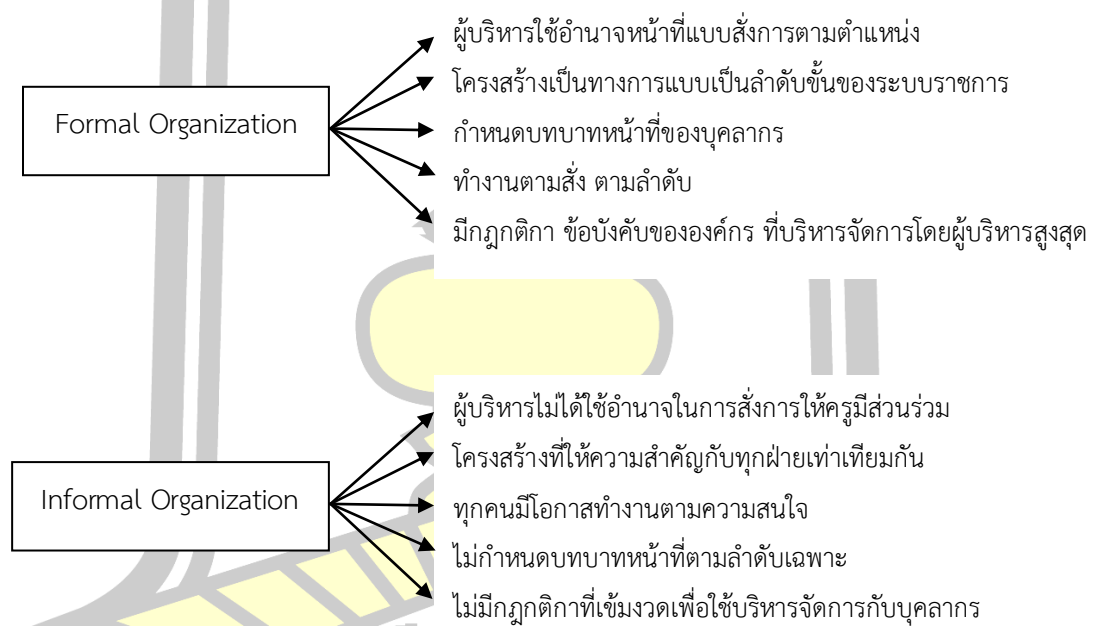 ผู้บริหารใช้อำนาจหน้าที่แบบสั่งการตามตำแหน่ง
โครงสร้างเป็นทางการแบบเป็นลำดับขั้นของระบบราชการ
Formal Organization
กำหนดบทบาทหน้าที่ของบุคลากร
ทำงานตามสั่ง ตามลำดับ
มีกฎกติกา ข้อบังคับขององค์กร ที่บริหารจัดการโดยผู้บริหารสูงสุด
ผู้บริหารไม่ได้ใช้อำนาจในการสั่งการให้ครูมีส่วนร่วม
โครงสร้างที่ให้ความสำคัญกับทุกฝ่ายเท่าเทียมกัน
Informal Organization
ทุกคนมีโอกาสทำงานตามความสนใจ
ไม่กำหนดบทบาทหน้าที่ตามลำดับเฉพาะ
ไม่มีกฎกติกาที่เข้มงวดเพื่อใช้บริหารจัดการกับบุคลากร